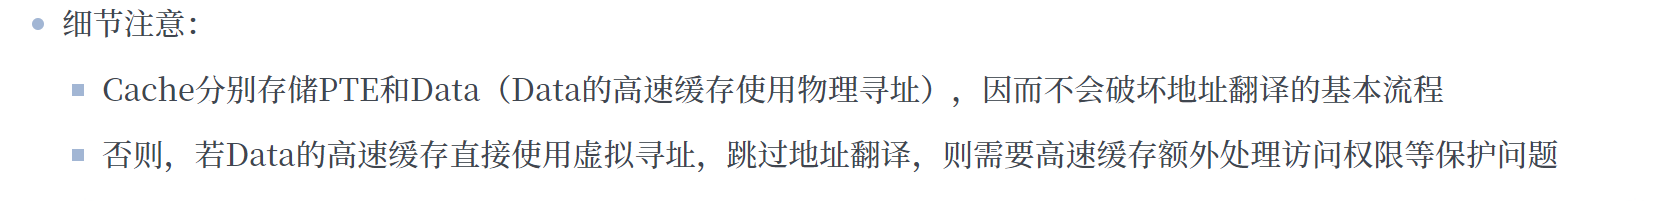 细节注意：
Cache分别存储PTE和Data（Data的高速缓存使用物理寻址），因而不会破坏地址翻译的基本流程
否则，若Data的高速缓存直接使用虚拟寻址，跳过地址翻译，则需要高速缓存额外处理访问权限等保护问题